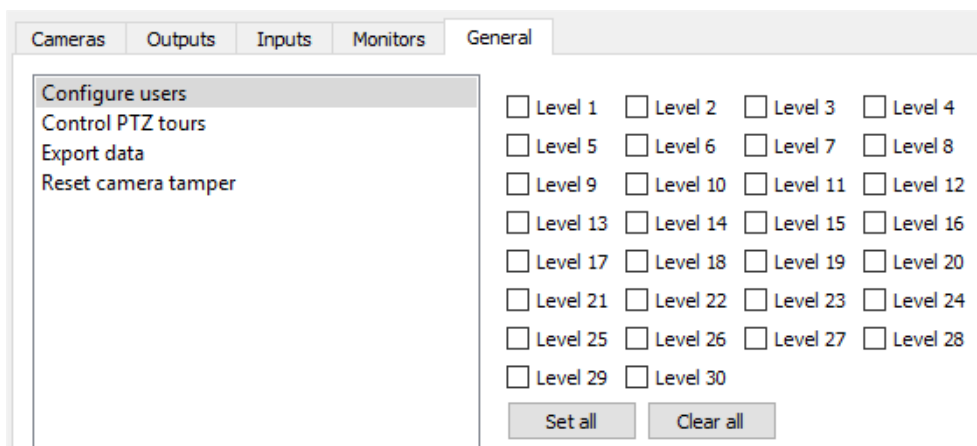 Cameras Outputs Inputs Monitors General
Configure users
Control PTZ tours
Export data
Reset camera tamper
Level 1 Level 2 Level 3 Level 4
Level 5 Level 6 Level 7 Level 8
Level 9 Level 10 Level 11 Level 12
Level 13 Level 14 Level 15 Level 16
Level 17 Level 18 Level 19 Level 20
Level 21 Level 22 Level 23 Level 24
Level 25 Level 26 Level 27 Level 28
Level 29 Level 30
Set all Clear all